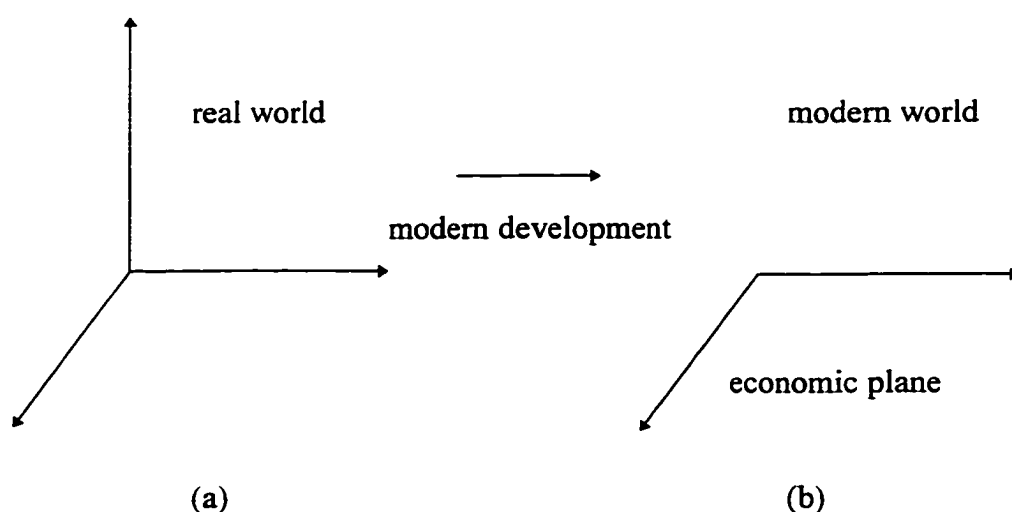 real world
modern world
modern development
economic plane
(a)
(b)